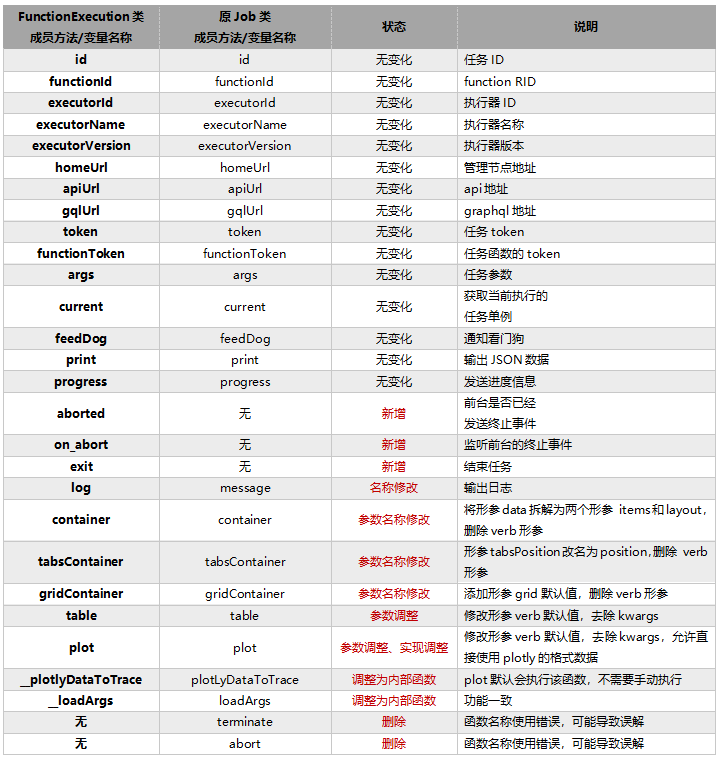 FunctionExecution 类
成员方法/变量名称
原 Job 类
成员方法/变量名称
状态
说明
id id 无变化 任务 ID
functionId functionId 无变化 function RID
executorId executorId 无变化 执行器 ID
executorName executorName 无变化 执行器名称
executorVersion executorVersion 无变化 执行器版本
homeUrl homeUrl 无变化 管理节点地址
apiUrl apiUrl 无变化 api 地址
gqlUrl gqlUrl 无变化 graphql 地址
token token 无变化 任务 token
functionToken functionToken 无变化 任务函数的 token
args args 无变化 任务参数
current current 无变化 获取当前执行的
任务单例
feedDog feedDog 无变化 通知看门狗
print print 无变化 输出 JSON 数据
progress progress 无变化 发送进度信息
aborted 无 新增 前台是否已经
发送终止事件
on_abort 无 新增 监听前台的终止事件
exit 无 新增 结束任务
log message 名称修改 输出日志
container container 参数名称修改 将形参 data 拆解为两个形参 items 和 layout，
删除 verb 形参
tabsContainer tabsContainer 参数名称修改 形参 tabsPosition 改名为 position，删除 verb
形参
gridContainer gridContainer 参数名称修改 添加形参 grid 默认值，删除 verb 形参
table table 参数调整 修改形参 verb 默认值，去除 kwargs
plot plot 参数调整、实现调整 修改形参 verb 默认值，去除 kwargs，允许直
接使用 plotly 的格式数据
__plotlyDataToTrace plotLyDataToTrace 调整为内部函数 plot 默认会执行该函数，不需要手动执行
__loadArgs loadArgs 调整为内部函数 功能一致
无 terminate 删除 函数名称使用错误，可能导致误解
无 abort 删除 函数名称使用错误，可能导致误解